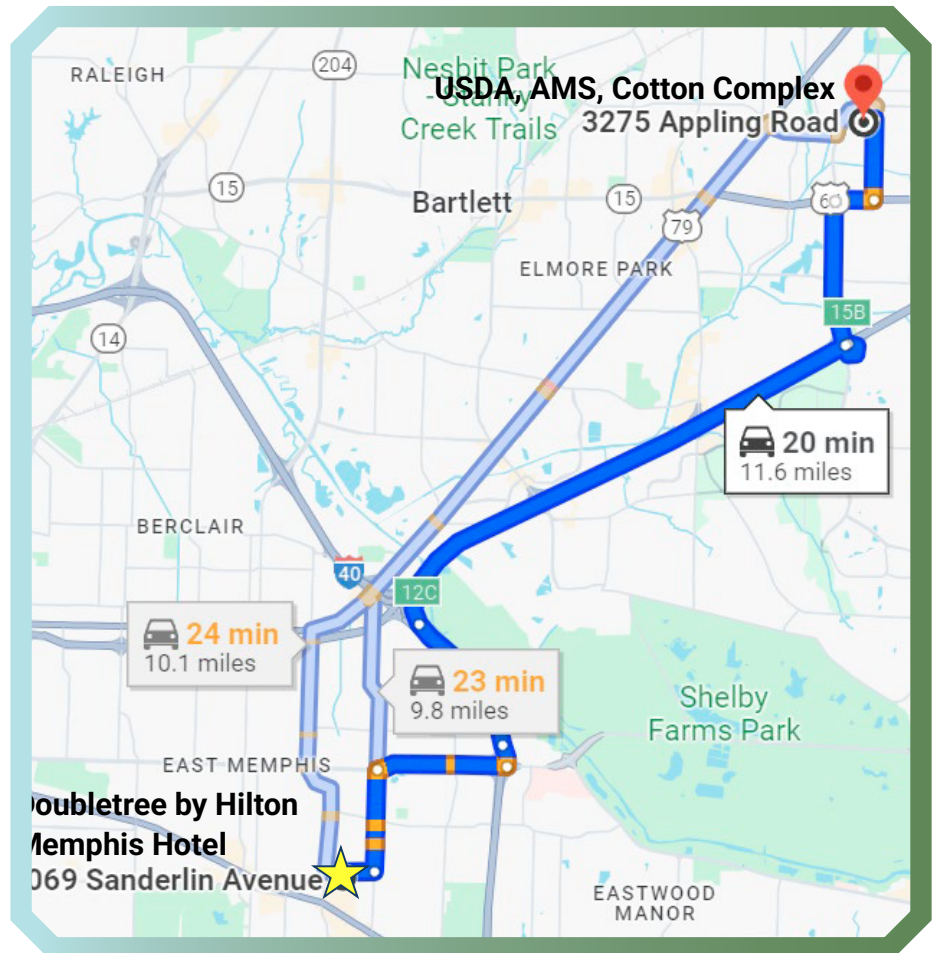 RALEIGH
204
Nesbit Park
- Stanky
Creek Trails
USDA, AMS, Cotton Complex
3275 Appling Road
15
Bartlett
15
79
ELMORE PARK
14
15B
20 min
11.6 miles
BERCLAIR
40
12C
24 min
10.1 miles
23 min
9.8 miles
Shelby
Farms Park
EAST MEMPHIS
Doubletree by Hilton
Memphis Hotel
069 Sanderlin Avenue
EASTWOOD
MANOR